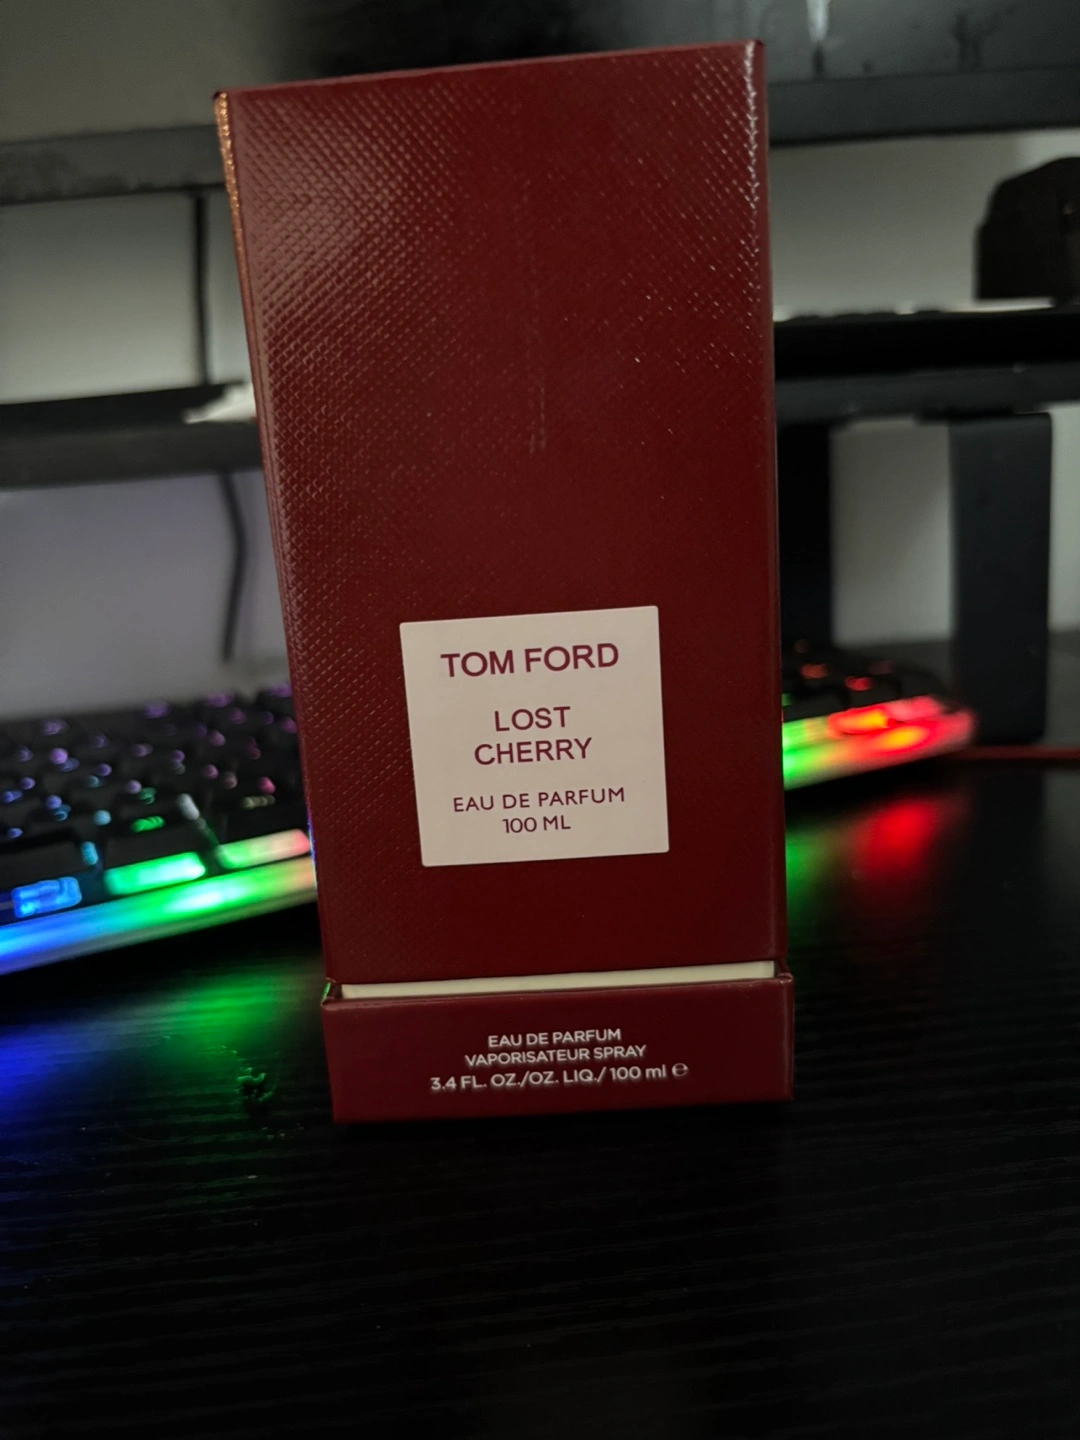 TOM FORD
LOST
CHERRY
EAU DE PARFUM
100 ML
EAU DE PARFUM
VAPORISATEUR SPRAY
3.4 FL. OZ./OZ. LIQ./ 100 ml ℮